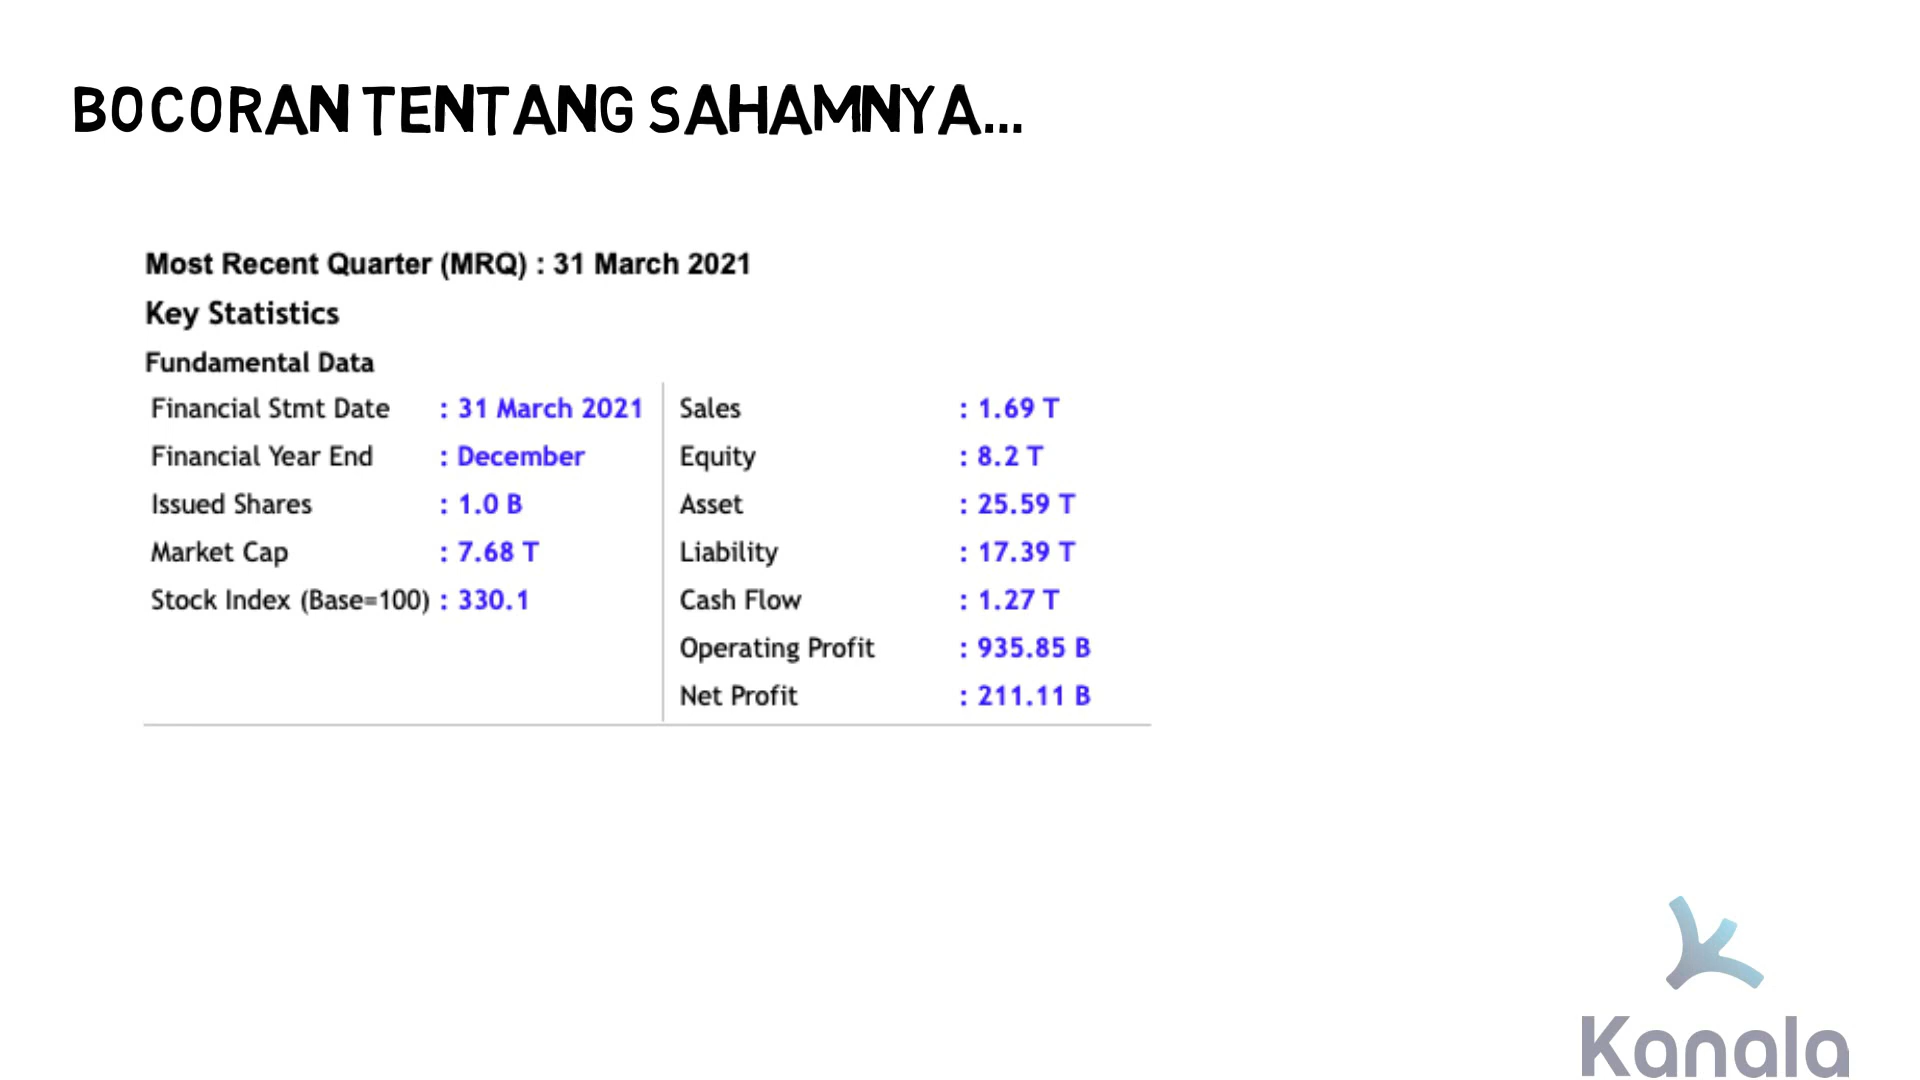 BOCORAN TENTANG SAHAMNYA...
Most Recent Quarter (MRQ) : 31 March 2021
Key Statistics
Fundamental Data
Financial Stmt Date : 31 March 2021
Financial Year End : December
Issued Shares : 1.0 B
Market Cap : 7.68 T
Stock Index (Base=100) : 330.1
Sales : 1.69 T
Equity : 8.2 T
Asset : 25.59 T
Liability : 17.39 T
Cash Flow : 1.27 T
Operating Profit : 935.85 B
Net Profit : 211.11 B
Kanala